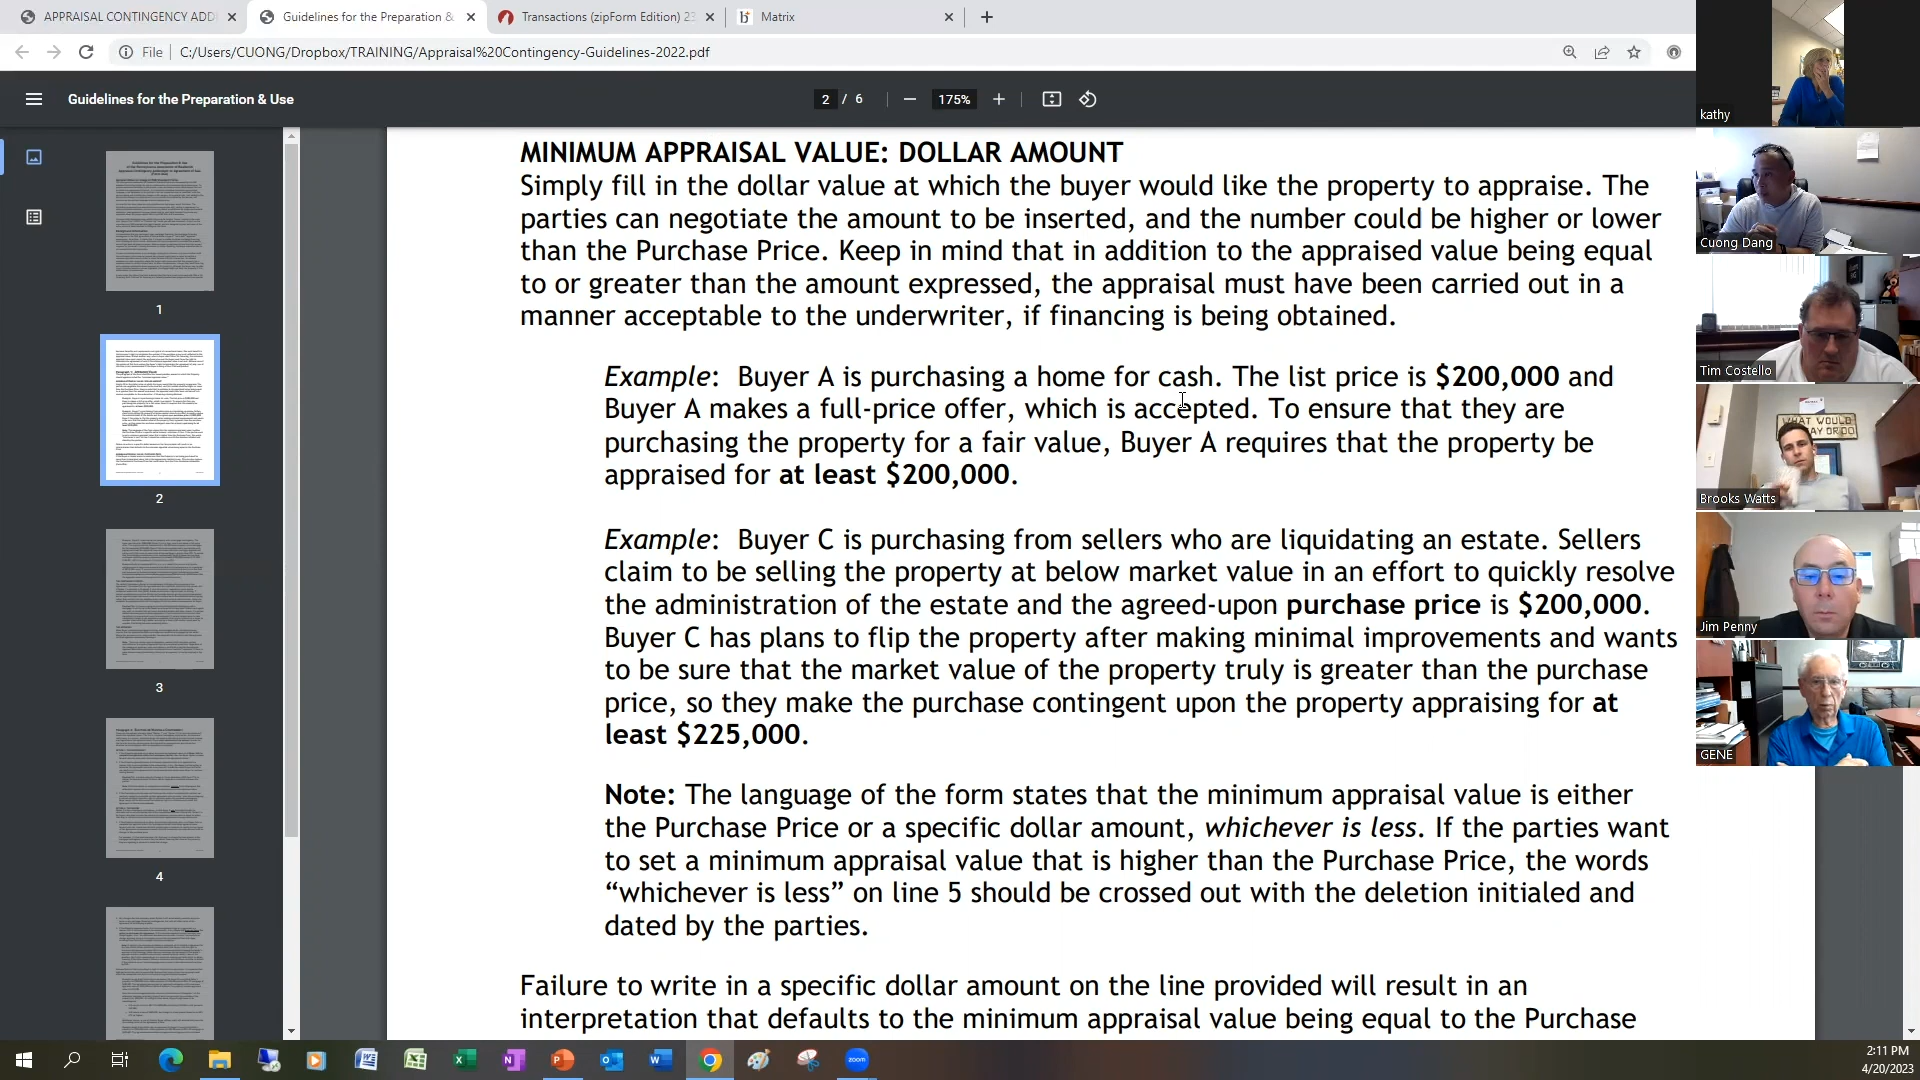 APPRAISAL CONTINGENCY ADD
Guidelines for the Preparation &
Transactions (zipForm Edition) 23
Matrix
File
C:/Users/CUONG/Dropbox/TRAINING/Appraisal%20Contingency-Guidelines-2022.pdf
Guidelines for the Preparation & Use
2 / 6
175%
1
2
3
4
MINIMUM APPRAISAL VALUE: DOLLAR AMOUNT
Simply fill in the dollar value at which the buyer would like the property to appraise. The
parties can negotiate the amount to be inserted, and the number could be higher or lower
than the Purchase Price. Keep in mind that in addition to the appraised value being equal
to or greater than the amount expressed, the appraisal must have been carried out in a
manner acceptable to the underwriter, if financing is being obtained.
Example: Buyer A is purchasing a home for cash. The list price is $200,000 and
Buyer A makes a full-price offer, which is accepted. To ensure that they are
purchasing the property for a fair value, Buyer A requires that the property be
appraised for at least $200,000.
Example: Buyer C is purchasing from sellers who are liquidating an estate. Sellers
claim to be selling the property at below market value in an effort to quickly resolve
the administration of the estate and the agreed-upon purchase price is $200,000.
Buyer C has plans to flip the property after making minimal improvements and wants
to be sure that the market value of the property truly is greater than the purchase
price, so they make the purchase contingent upon the property appraising for at
least $225,000.
Note: The language of the form states that the minimum appraisal value is either
the Purchase Price or a specific dollar amount, whichever is less. If the parties want
to set a minimum appraisal value that is higher than the Purchase Price, the words
“whichever is less” on line 5 should be crossed out with the deletion initialed and
dated by the parties.
Failure to write in a specific dollar amount on the line provided will result in an
interpretation that defaults to the minimum appraisal value being equal to the Purchase
kathy
Cuong Dang
Tim Costello
WHAT WOULD
Brooks Watts
Jim Penny
GENE
zoom
2:11 PM
4/20/2023